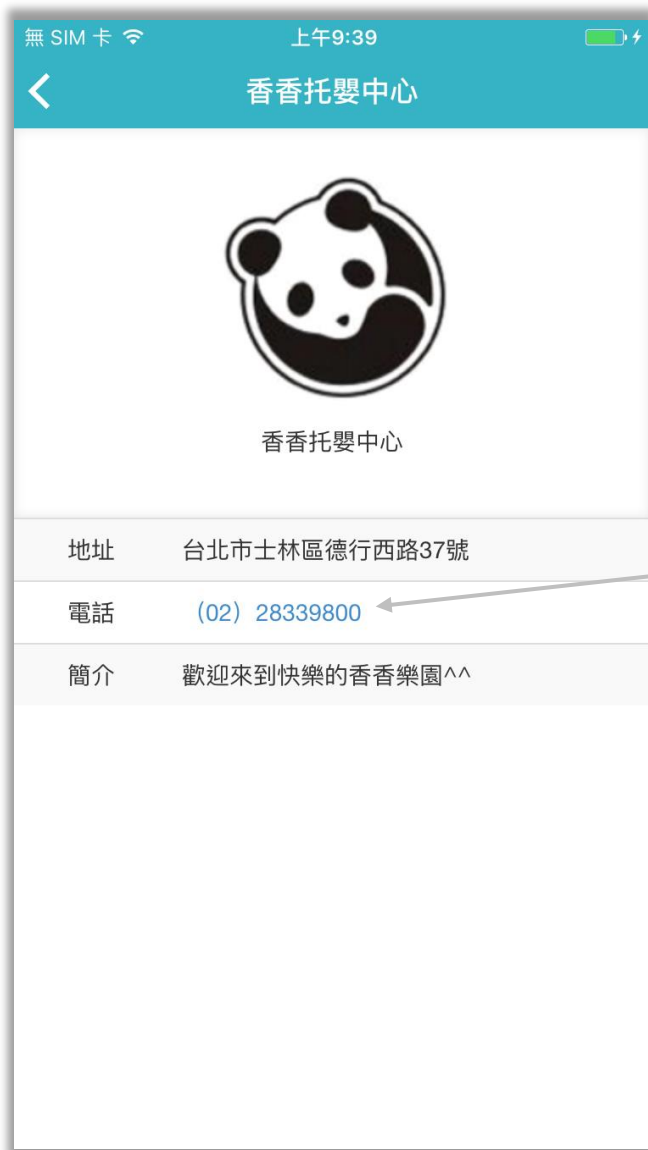 無 SIM 卡 上午9:39
香香托嬰中心
香香托嬰中心
地址 台北市士林區德行西路37號
電話 (02) 28339800
簡介 歡迎來到快樂的香香樂園^^